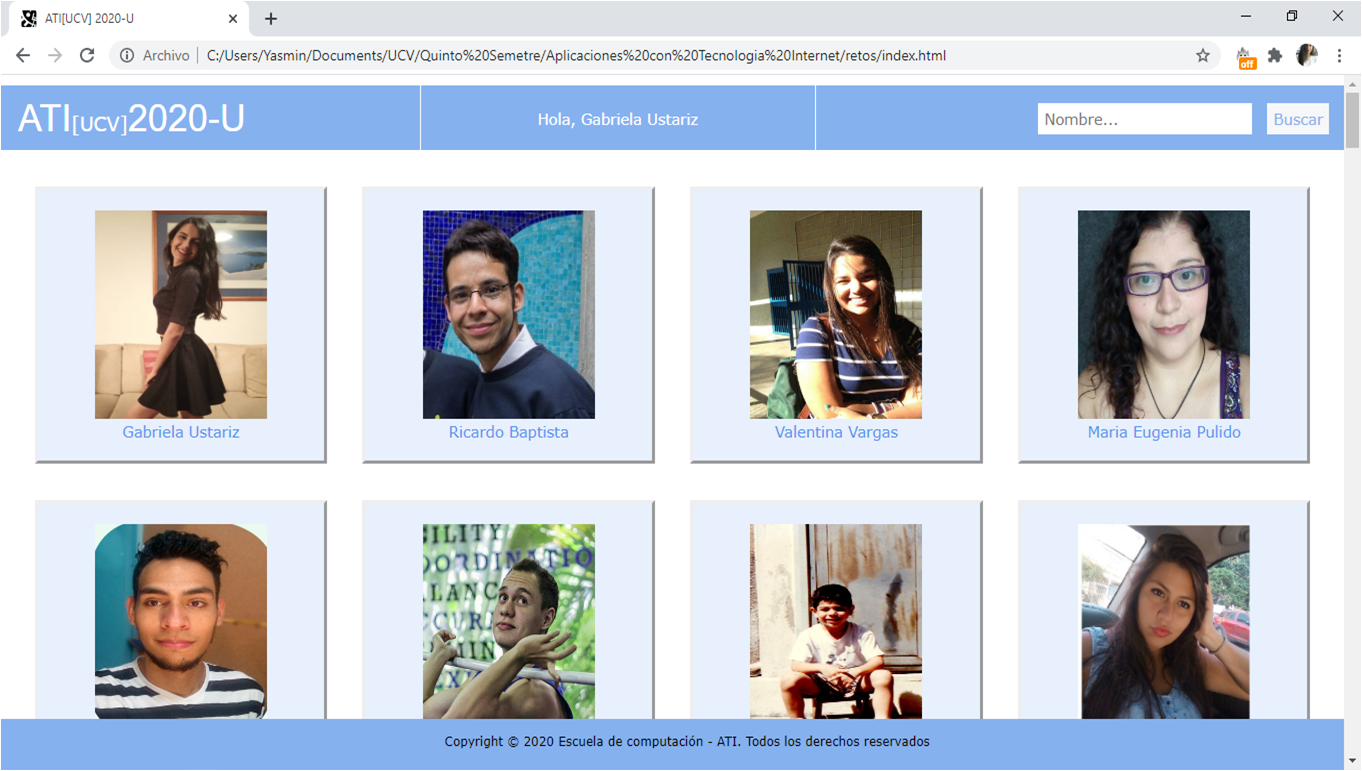 ATI[UCV] 2020-U
Archivo | C:/Users/Yasmin/Documents/UCV/Quinto%20Semetre/Aplicaciones%20con%20Tecnologia%20Internet/retos/index.html
off
ATI[UCV]2020-U
Hola, Gabriela Ustariz
Nombre...
Buscar
Gabriela Ustariz
Ricardo Baptista
Valentina Vargas
Maria Eugenia Pulido
Copyright © 2020 Escuela de computación - ATI. Todos los derechos reservados